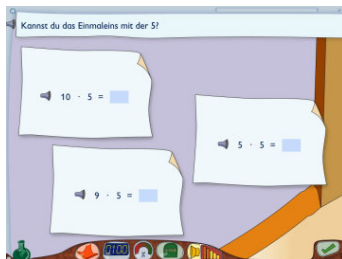 Kannst du das Einmaleins mit der 5?
10 · 5 =
5 · 5 =
9 · 5 =